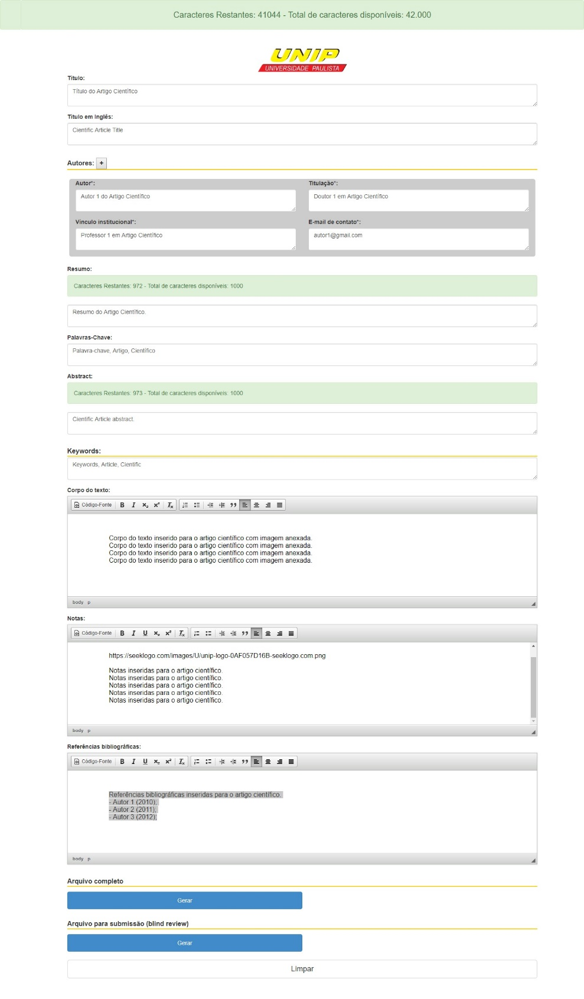 Caracteres Restantes: 41044 - Total de caracteres disponíveis: 42.000
UNIP
UNIVERSIDADE PAULISTA
Título:
Título do Artigo Científico
Título em Inglês:
Cientific Article Title
Autores: +
Autor*: Titulação*:
Autor 1 do Artigo Científico Doutor 1 em Artigo Científico
Vínculo institucional*: E-mail de contato*:
Professor 1 em Artigo Científico autor1@gmail.com
Resumo:
Caracteres Restantes: 972 - Total de caracteres disponíveis: 1000
Resumo do Artigo Científico.
Palavras-Chave:
Palavra-chave, Artigo, Científico
Abstract:
Caracteres Restantes: 973 - Total de caracteres disponíveis: 1000
Cientific Article abstract.
Keywords:
Keywords, Article, Cientific
Corpo do texto:
Código-Fonte B I x₂ x² Tx
Corpo do texto inserido para o artigo científico com imagem anexada.
Corpo do texto inserido para o artigo científico com imagem anexada.
Corpo do texto inserido para o artigo científico com imagem anexada.
Corpo do texto inserido para o artigo científico com imagem anexada.
body p
Notas:
Código-Fonte B I U x₂ x² Tx
https://seeklogo.com/images/U/unip-logo-0AF057D16B-seeklogo.com.png
Notas inseridas para o artigo científico.
Notas inseridas para o artigo científico.
Notas inseridas para o artigo científico.
Notas inseridas para o artigo científico.
Notas inseridas para o artigo científico.
body p
Referências bibliográficas:
Código-Fonte B I U x₂ x² Tx
Referências bibliográficas inseridas para o artigo científico.
- Autor 1 (2010);
- Autor 2 (2011);
- Autor 3 (2012);
body p
Arquivo completo
Gerar
Arquivo para submissão (blind review)
Gerar
Limpar